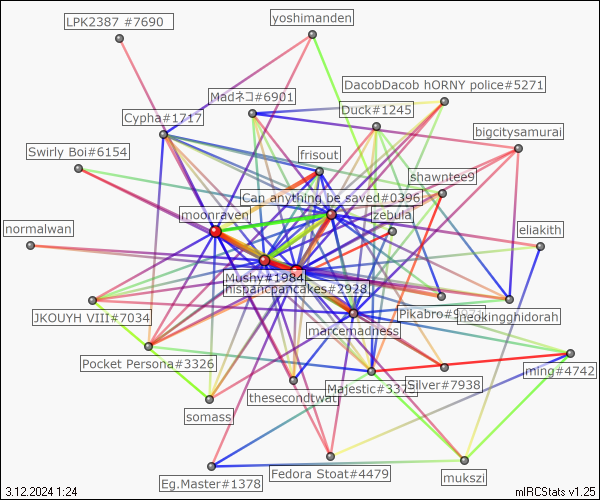 LPK2387 #7690
yoshimanden
DacobDacob hORNY police#5271
Madネコ#6901
Duck#1245
Cypha#1717
bigcitysamurai
Swirly Boi#6154
frisout
shawntee9
Can anything be saved#0396
moonraven
zebula
normalwan
eliakith
Mushy#1984
hispancpancakes#2928
JKOUYH VIII#7034
Pikabro#9
theokingghidorah
marcemadness
Pocket Persona#3326
ming#4742
Majestic#3373
Silver#7938
thesecondtwat
somass
Fedora Stoat#4479
mukszi
Eg.Master#1378
3.12.2024 1:24
mIRCStats v1.25